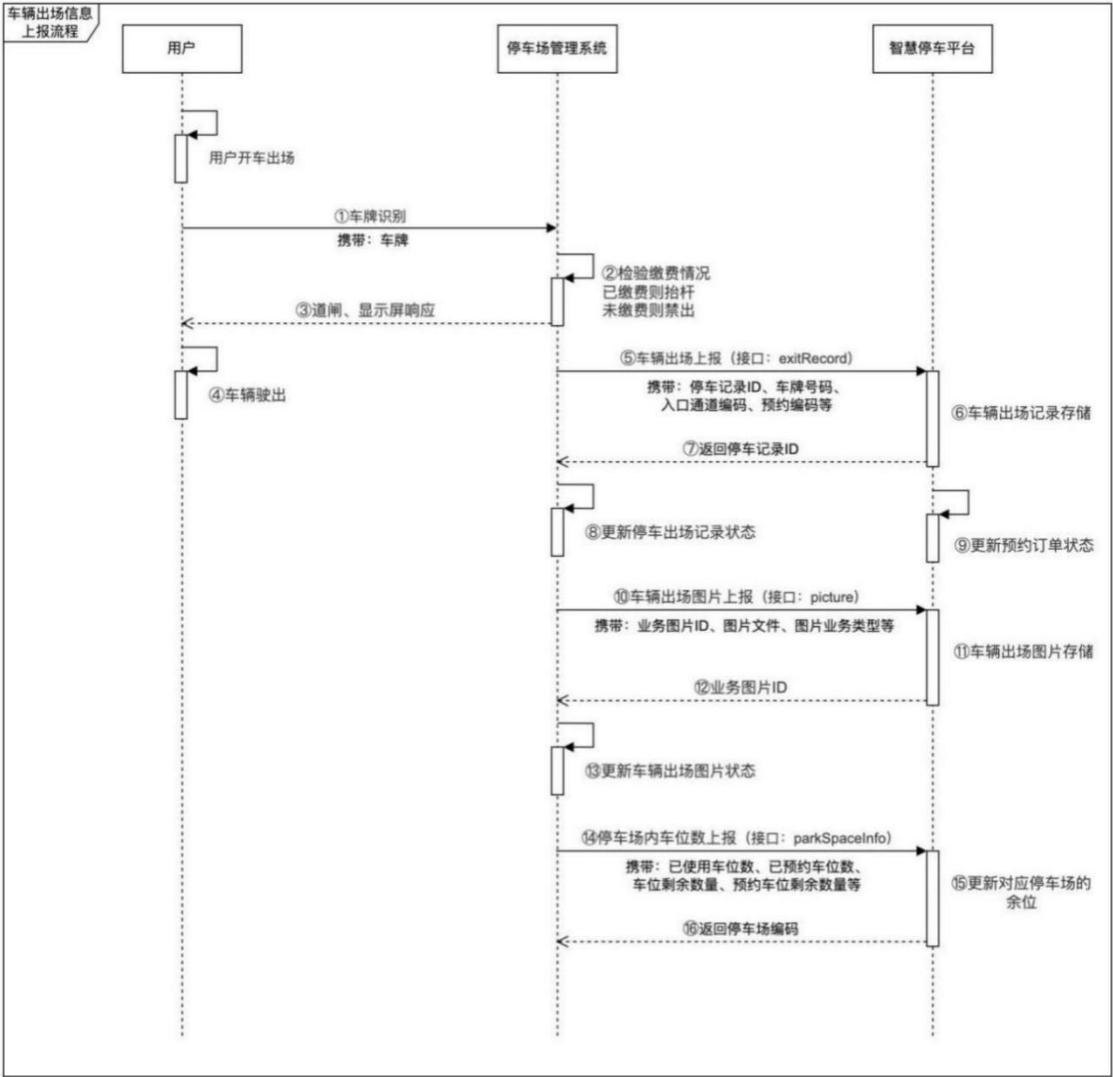 车辆出场信息
上报流程
用户
停车场管理系统
智慧停车平台
用户开车出场
①车牌识别
携带：车牌
②检验缴费情况
已缴费则抬杆
未缴费则禁出
③道闸、显示屏响应
⑤车辆出场上报（接口：exitRecord）
携带：停车记录ID、车牌号码、
入口通道编码、预约编码等
④车辆驶出
⑥车辆出场记录存储
⑦返回停车记录ID
⑧更新停车出场记录状态
⑨更新预约订单状态
⑩车辆出场图片上报（接口：picture）
携带：业务图片ID、图片文件、图片业务类型等
⑪车辆出场图片存储
⑫业务图片ID
⑬更新车辆出场图片状态
⑭停车场内车位数上报（接口：parkSpaceInfo）
携带：已使用车位数、已预约车位数、
车位剩余数量、预约车位剩余数量等
⑮更新对应停车场的
余位
⑯返回停车场编码